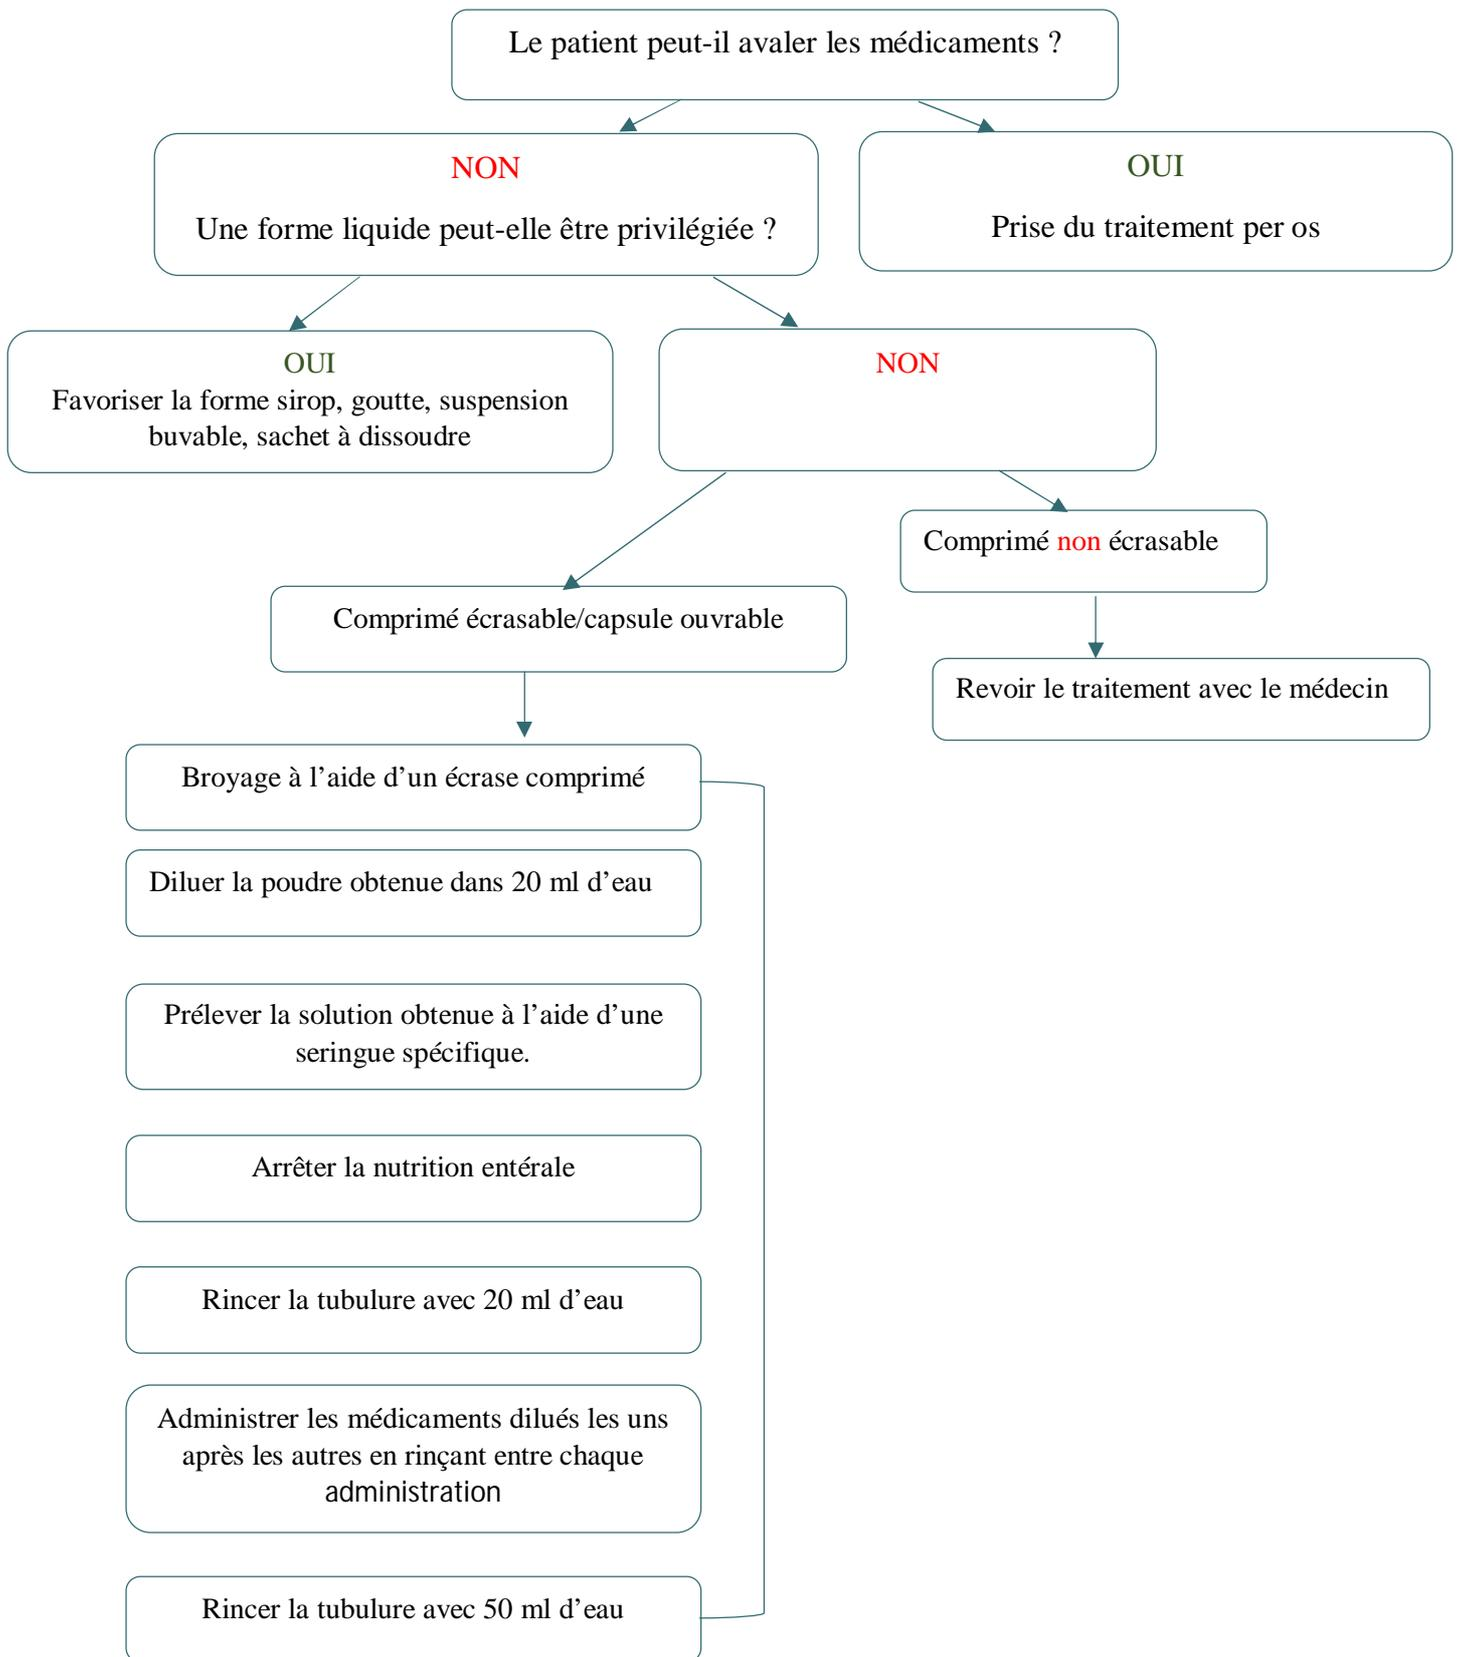 Le patient peut-il avaler les médicaments ?
NON
Une forme liquide peut-elle être privilégiée ?
OUI
Prise du traitement per os
OUI
Favoriser la forme sirop, goutte, suspension
buvable, sachet à dissoudre
NON
Comprimé non écrasable
Comprimé écrasable/capsule ouvrable
Revoir le traitement avec le médecin
Broyage à l’aide d’un écrase comprimé
Diluer la poudre obtenue dans 20 ml d’eau
Prélever la solution obtenue à l’aide d’une
seringue spécifique.
Arrêter la nutrition entérale
Rincer la tubulure avec 20 ml d’eau
Administrer les médicaments dilués les uns
après les autres en rinçant entre chaque
administration
Rincer la tubulure avec 50 ml d’eau